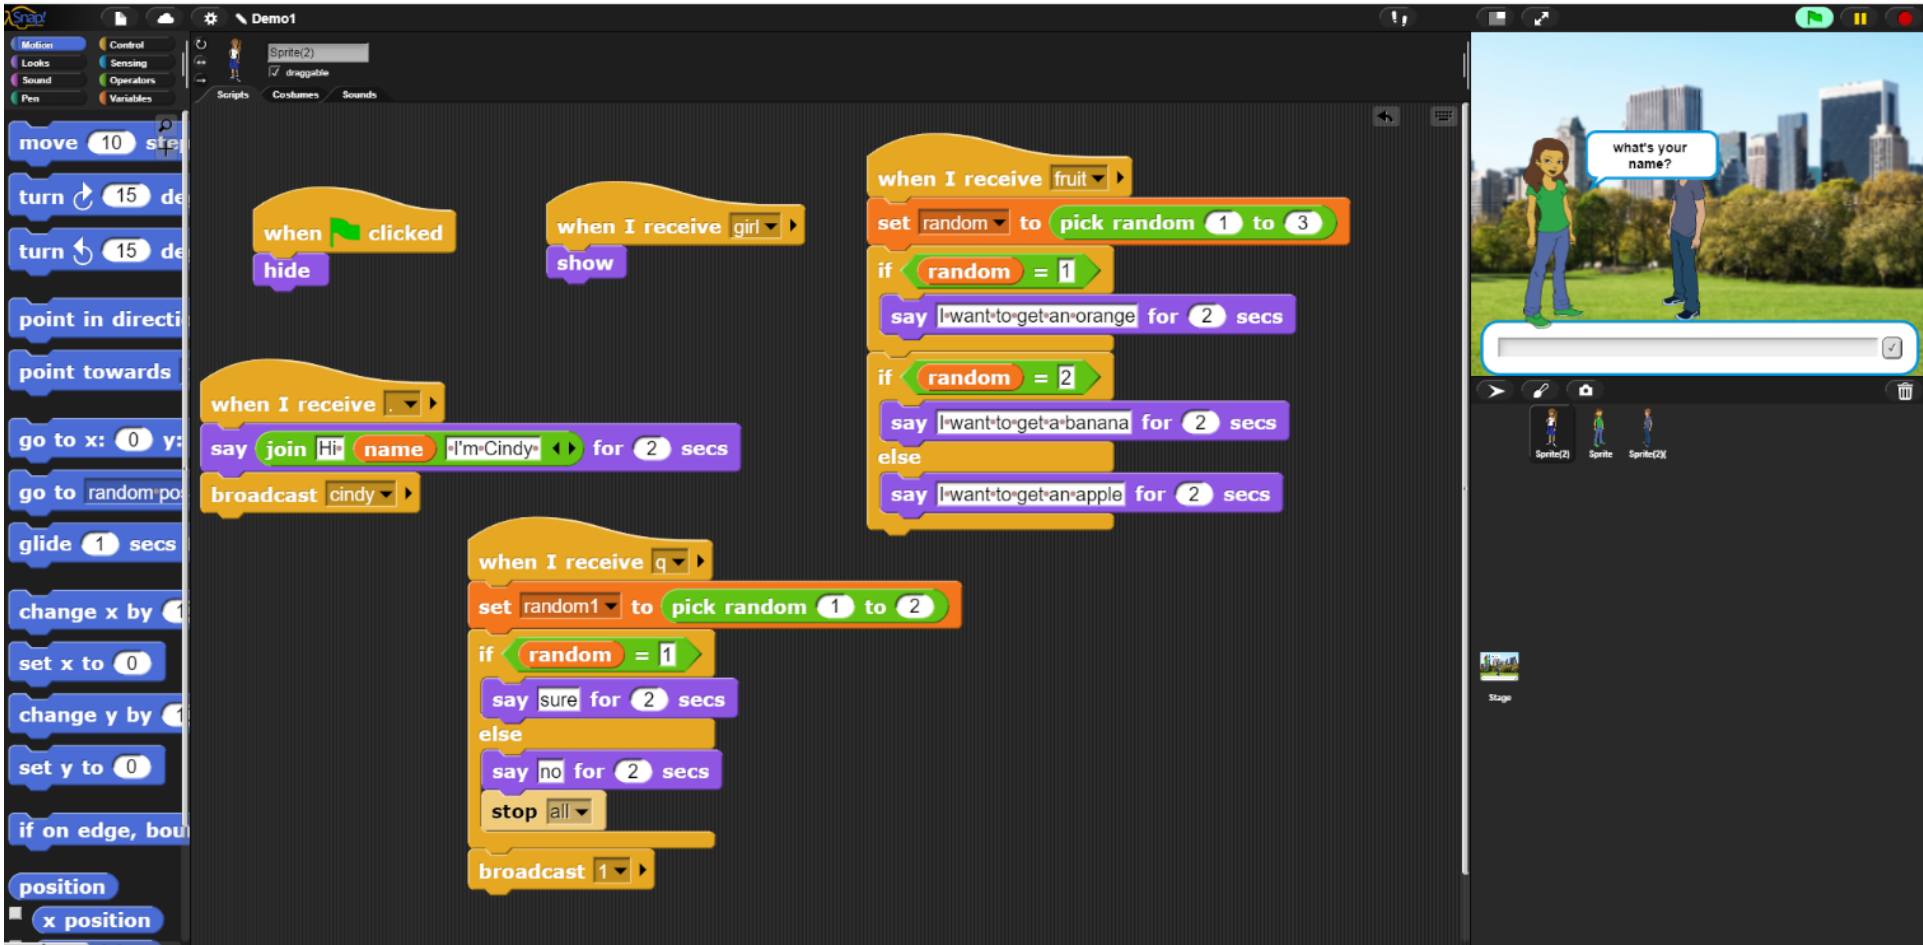 Snap!
Demo1
Motion
Control
Looks
Sensing
Sound
Operators
Pen
Variables
Sprite(2)
draggable
Scripts
Costumes
Sounds
move 10
turn 15 de
turn 15 de
point in directi
point towards
go to x: 0 y:
go to random po
glide 1 secs
change x by
set x to 0
change y by
set y to 0
if on edge, bou
position
x position
when clicked
hide
when I receive girl
show
when I receive .
say join Hi name I'm Cindy for 2 secs
broadcast cindy
when I receive q
set random1 to pick random 1 to 2
if random = 1
say sure for 2 secs
else
say no for 2 secs
stop all
broadcast 1
when I receive fruit
set random to pick random 1 to 3
if random = 1
say I want to get an orange for 2 secs
if random = 2
say I want to get a banana for 2 secs
else
say I want to get an apple for 2 secs
what's your
name?
Sprite(2)
Sprite
Sprite(2)(
Stage